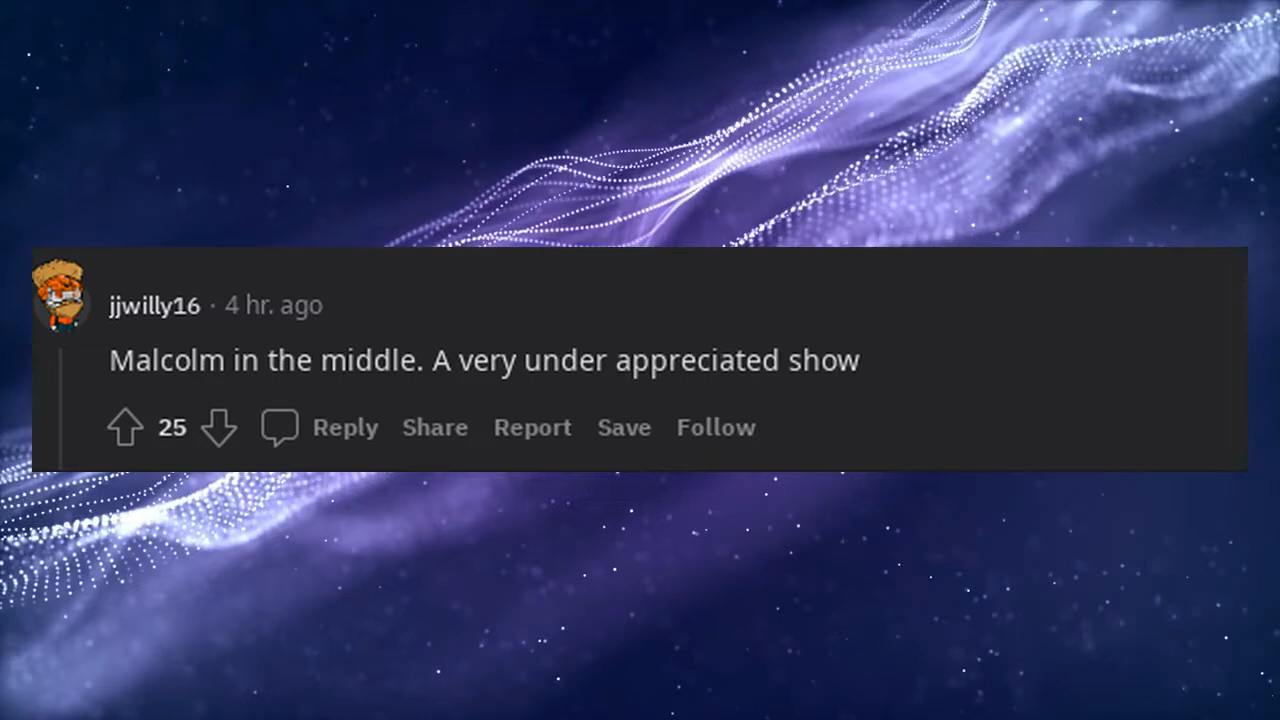 jjwilly16 · 4 hr. ago
Malcolm in the middle. A very under appreciated show
25 Reply Share Report Save Follow